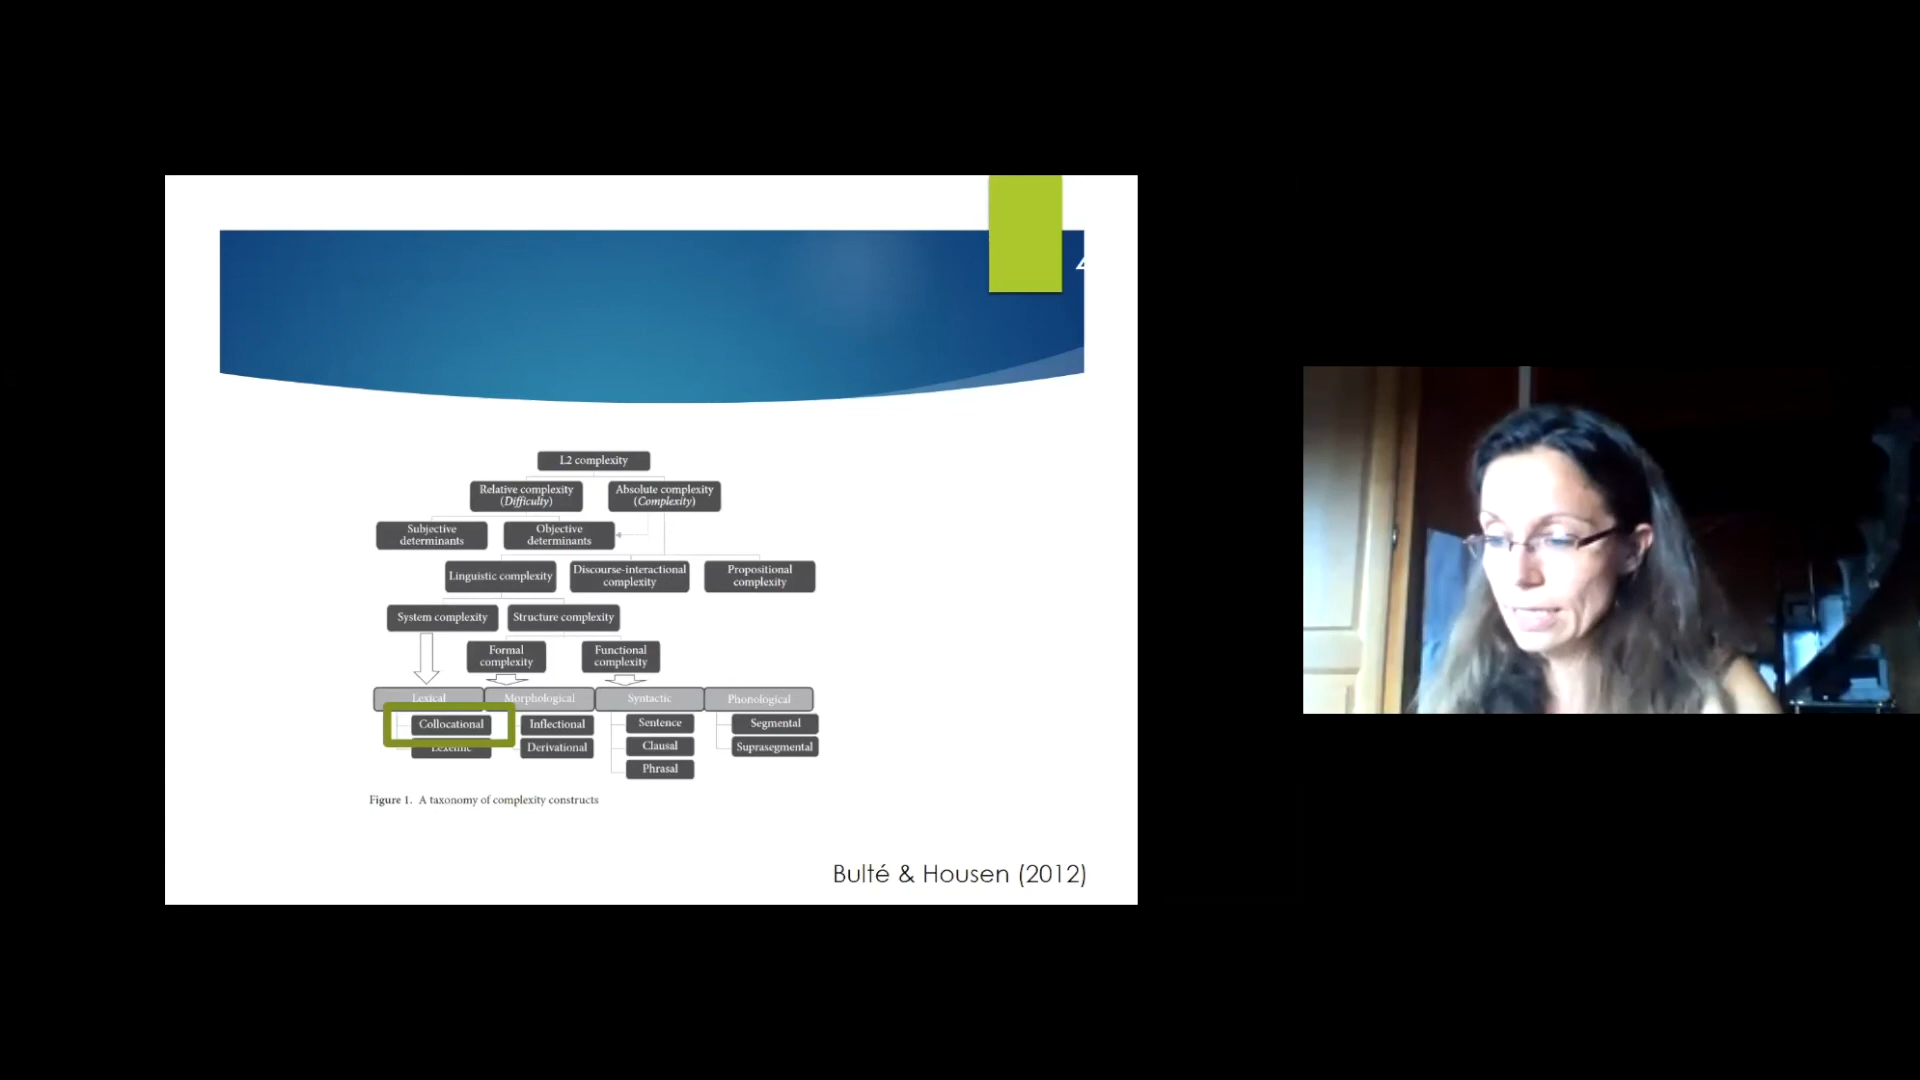 L2 complexity
Relative complexity
(Difficulty)
Absolute complexity
(Complexity)
Subjective
determinants
Objective
determinants
Linguistic complexity
Discourse-interactional
complexity
Propositional
complexity
System complexity
Structure complexity
Formal
complexity
Functional
complexity
Lexical
Morphological
Syntactic
Phonological
Collocational
Inflectional
Sentence
Segmental
Lexemic
Derivational
Clausal
Suprasegmental
Phrasal
Figure 1. A taxonomy of complexity constructs
Bulté & Housen (2012)